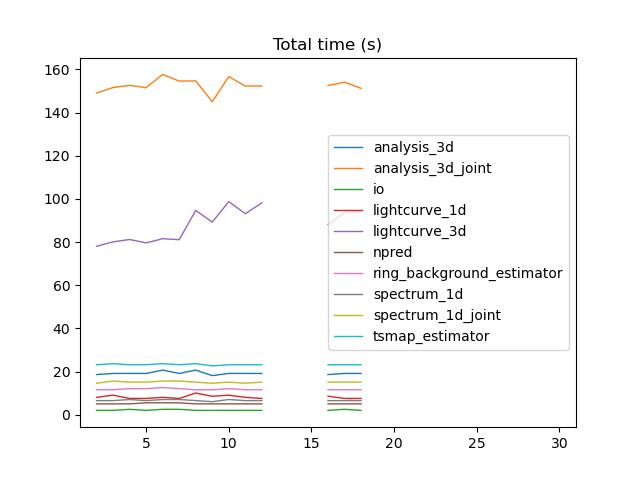 Total time (s)
160
140
120
100
80
60
40
20
0
analysis_3d
analysis_3d_joint
io
lightcurve_1d
lightcurve_3d
npred
ring_background_estimator
spectrum_1d
spectrum_1d_joint
tsmap_estimator
5 10 15 20 25 30